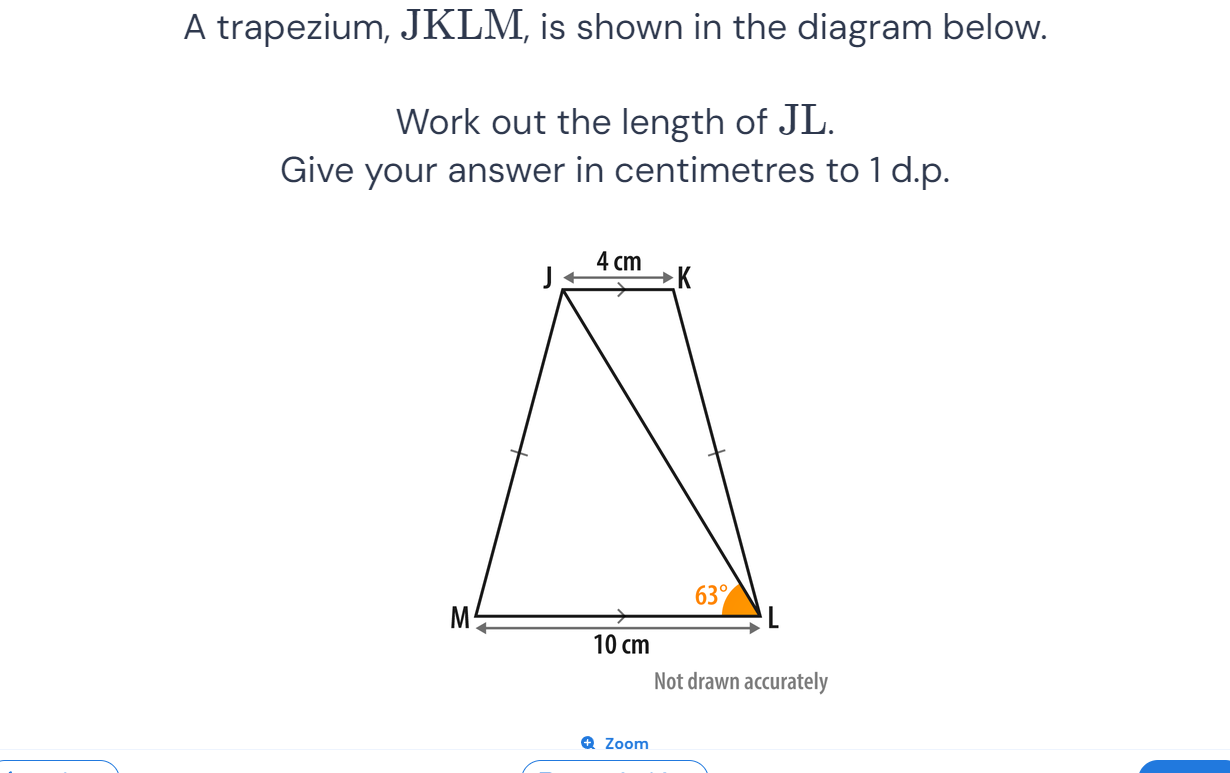 A trapezium, JKLM, is shown in the diagram below.
Work out the length of JL.
Give your answer in centimetres to 1 d.p.
4 cm
J
K
63°
M
L
10 cm
Not drawn accurately
Zoom